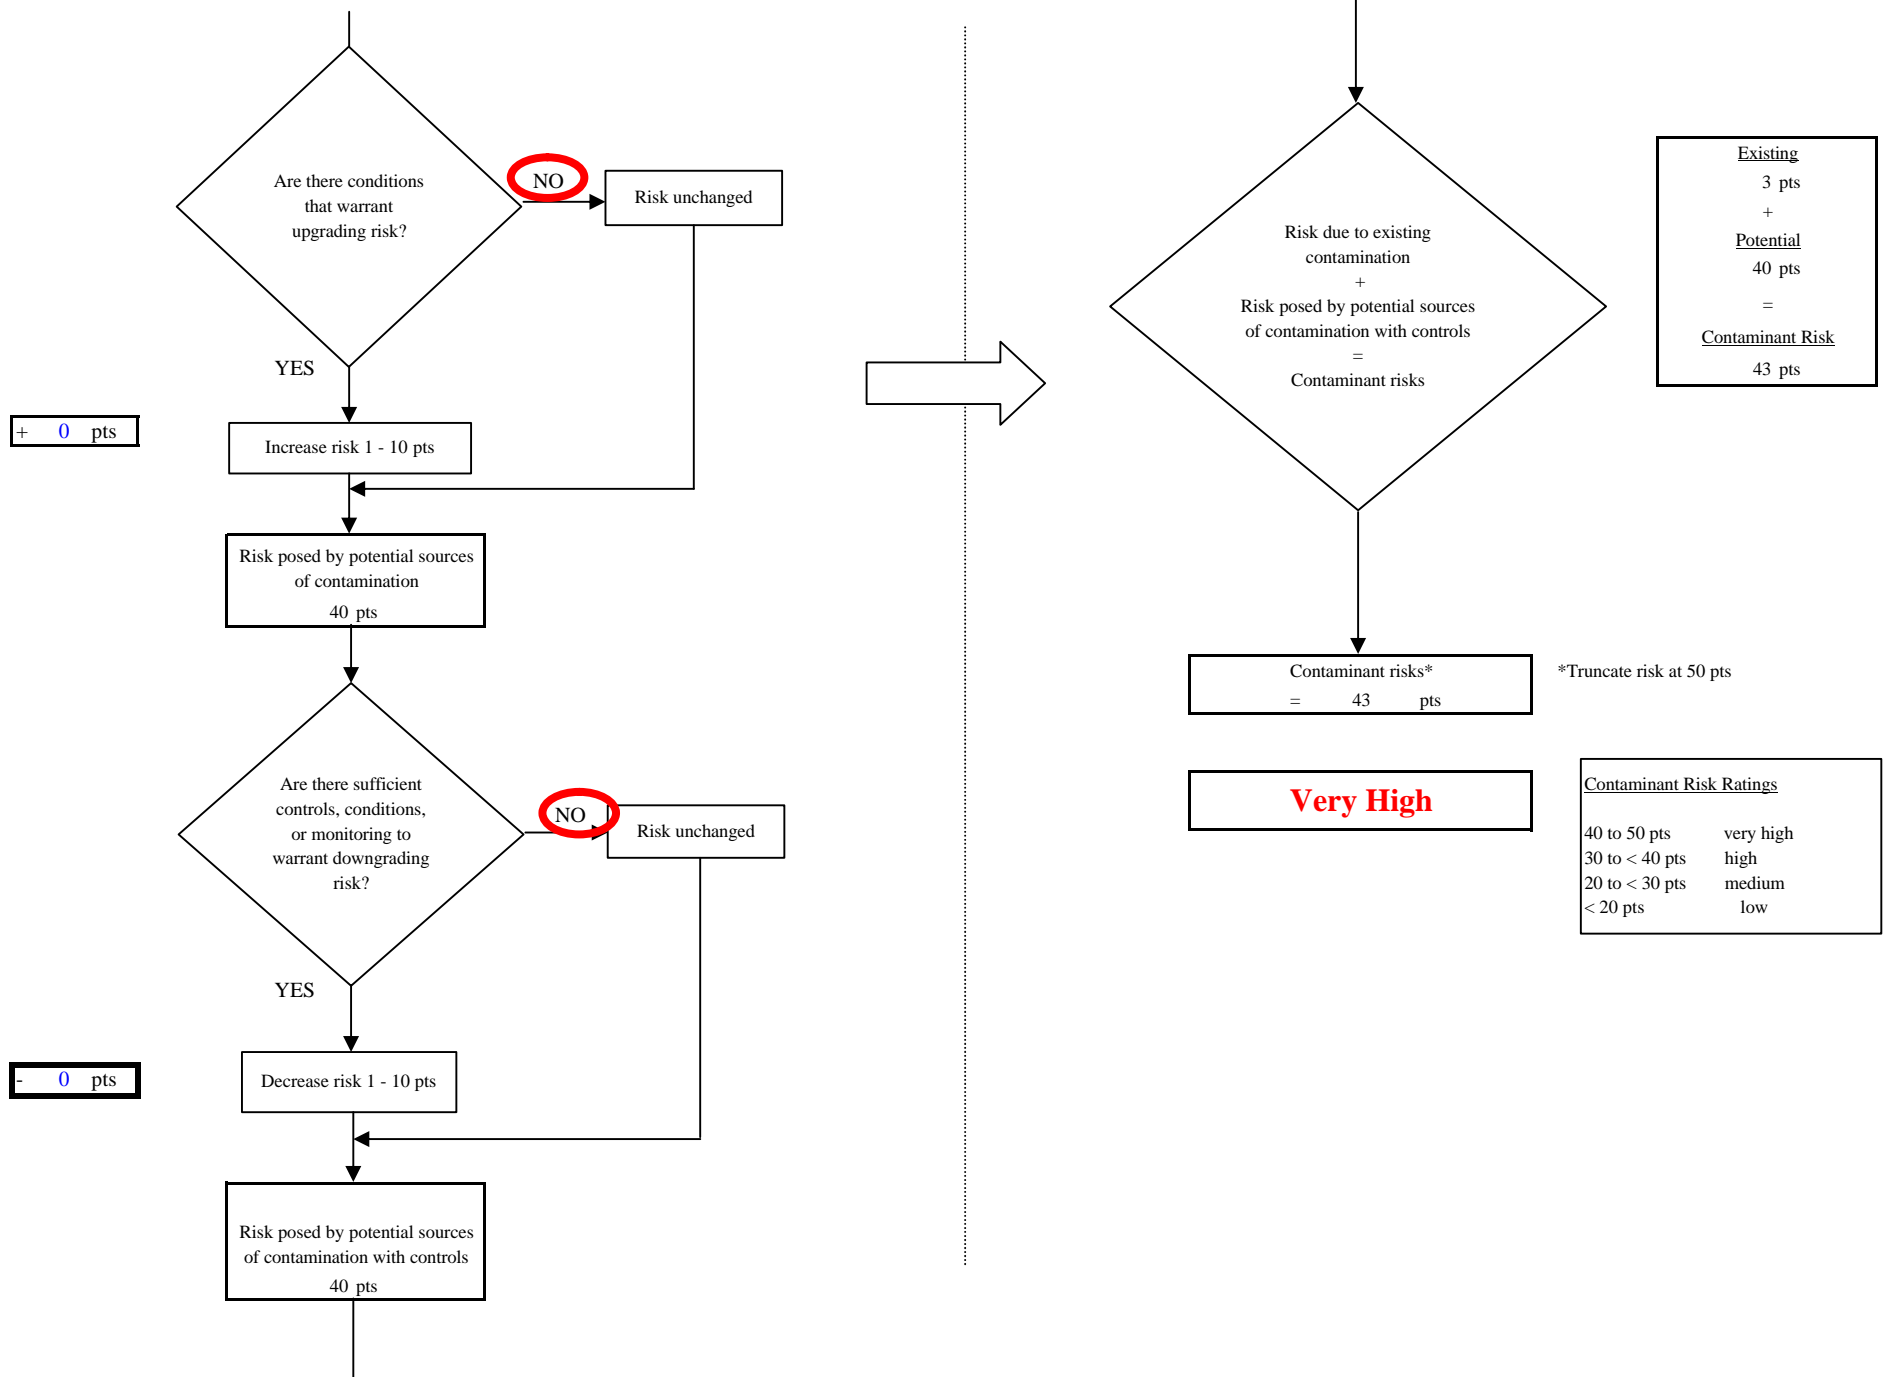 Are there conditions
that warrant
upgrading risk?
NO
Risk unchanged
YES
+ 0 pts
Increase risk 1 - 10 pts
Risk posed by potential sources
of contamination
40 pts
Are there sufficient
controls, conditions,
or monitoring to
warrant downgrading
risk?
NO
Risk unchanged
YES
- 0 pts
Decrease risk 1 - 10 pts
Risk posed by potential sources
of contamination with controls
40 pts
Risk due to existing
contamination
+
Risk posed by potential sources
of contamination with controls
=
Contaminant risks
Existing
3 pts
+
Potential
40 pts
=
Contaminant Risk
43 pts
Contaminant risks*
= 43 pts
*Truncate risk at 50 pts
Very High
Contaminant Risk Ratings
40 to 50 pts very high
30 to < 40 pts high
20 to < 30 pts medium
< 20 pts low